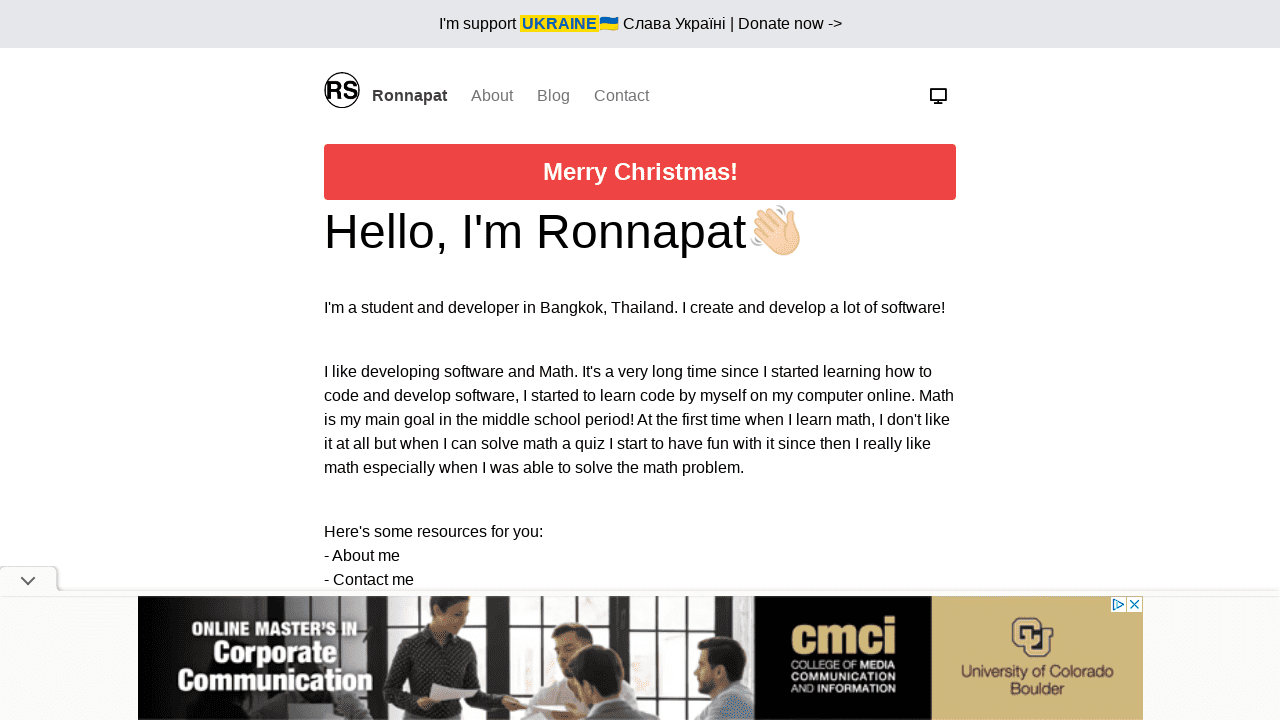 I'm support UKRAINE🇺🇦 Слава Україні | Donate now ->
RS Ronnapat About Blog Contact
Merry Christmas!
Hello, I'm Ronnapat👋🏻
I'm a student and developer in Bangkok, Thailand. I create and develop a lot of software!
I like developing software and Math. It's a very long time since I started learning how to
code and develop software, I started to learn code by myself on my computer online. Math
is my main goal in the middle school period! At the first time when I learn math, I don't like
it at all but when I can solve math a quiz I start to have fun with it since then I really like
math especially when I was able to solve the math problem.
Here's some resources for you:
- About me
- Contact me
ONLINE MASTER'S IN
Corporate
Communication
cmci
COLLEGE OF MEDIA
COMMUNICATION
AND INFORMATION
CU
University of Colorado
Boulder